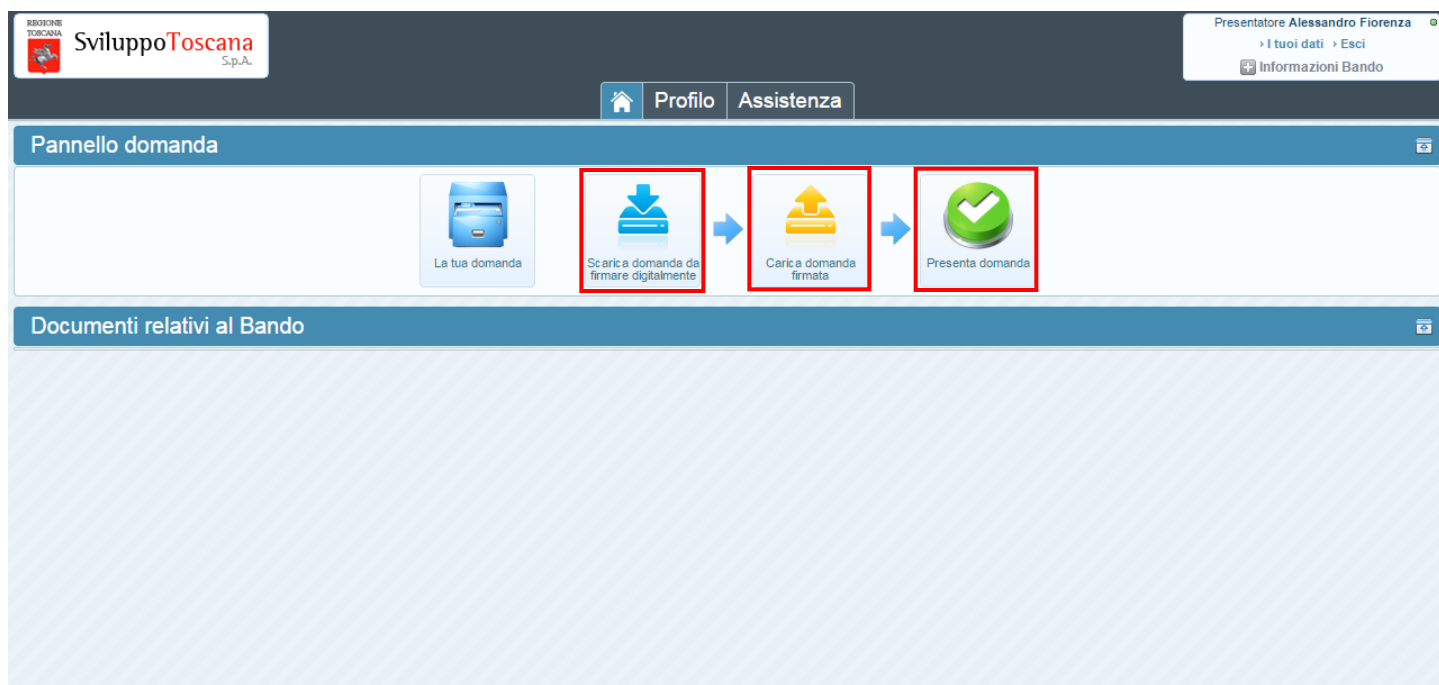 REGIONE
TOSCANA
SviluppoToscana
S.p.A.
Presentatore Alessandro Fiorenza
› I tuoi dati › Esci
Informazioni Bando
Profilo Assistenza
Pannello domanda
La tua domanda
Scarica domanda da
firmare digitalmente
Carica domanda
firmata
Presenta domanda
Documenti relativi al Bando